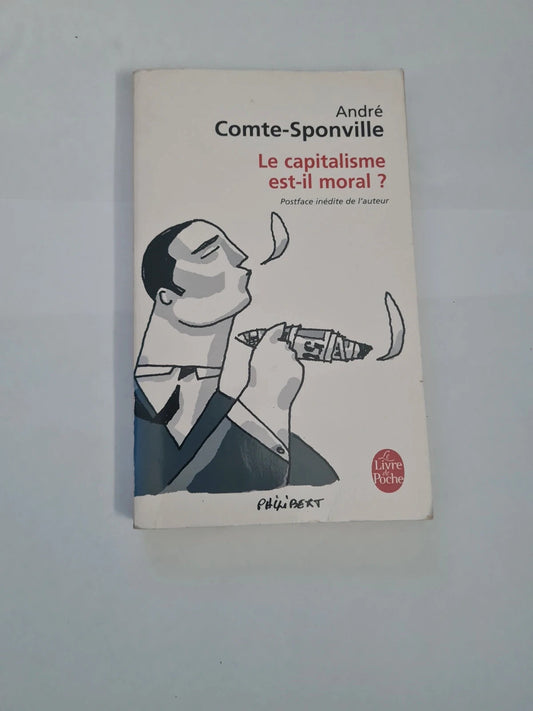 André
Comte-Sponville
Le capitalisme
est-il moral ?
Postface inédite de l'auteur
Le
Livre
de
Poche
PHILIBERT